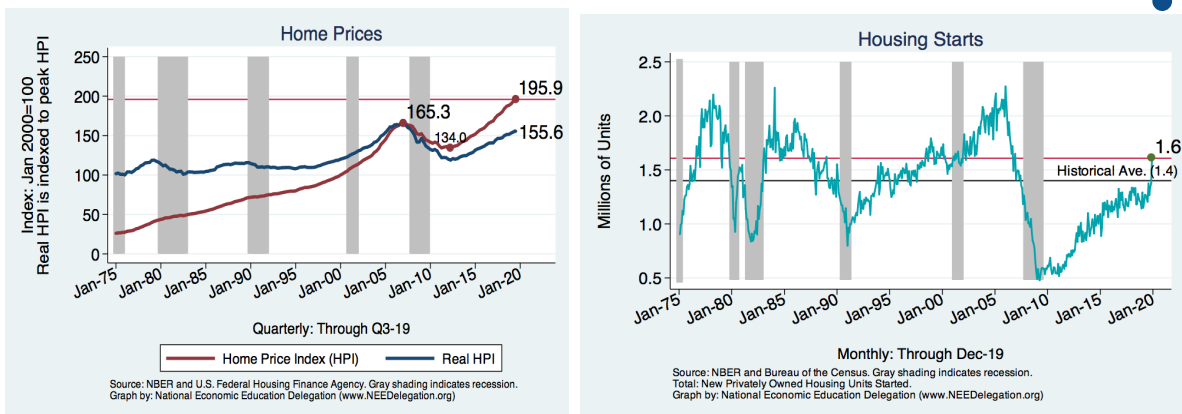 Home Prices
Index: Jan 2000=100
Real HPI is indexed to peak HPI
250
200
150
100
50
0
195.9
165.3
134.0
155.6
Jan-75
Jan-80
Jan-85
Jan-90
Jan-95
Jan-00
Jan-05
Jan-10
Jan-15
Jan-20
Quarterly: Through Q3-19
Home Price Index (HPI)
Real HPI
Source: NBER and U.S. Federal Housing Finance Agency. Gray shading indicates recession.
Graph by: National Economic Education Delegation (www.NEEDelegation.org)
Housing Starts
Millions of Units
2.5
2.0
1.5
1.0
0.5
1.6
Historical Ave. (1.4)
Jan-75
Jan-80
Jan-85
Jan-90
Jan-95
Jan-00
Jan-05
Jan-10
Jan-15
Jan-20
Monthly: Through Dec-19
Source: NBER and Bureau of the Census. Gray shading indicates recession.
Total: New Privately Owned Housing Units Started.
Graph by: National Economic Education Delegation (www.NEEDelegation.org)